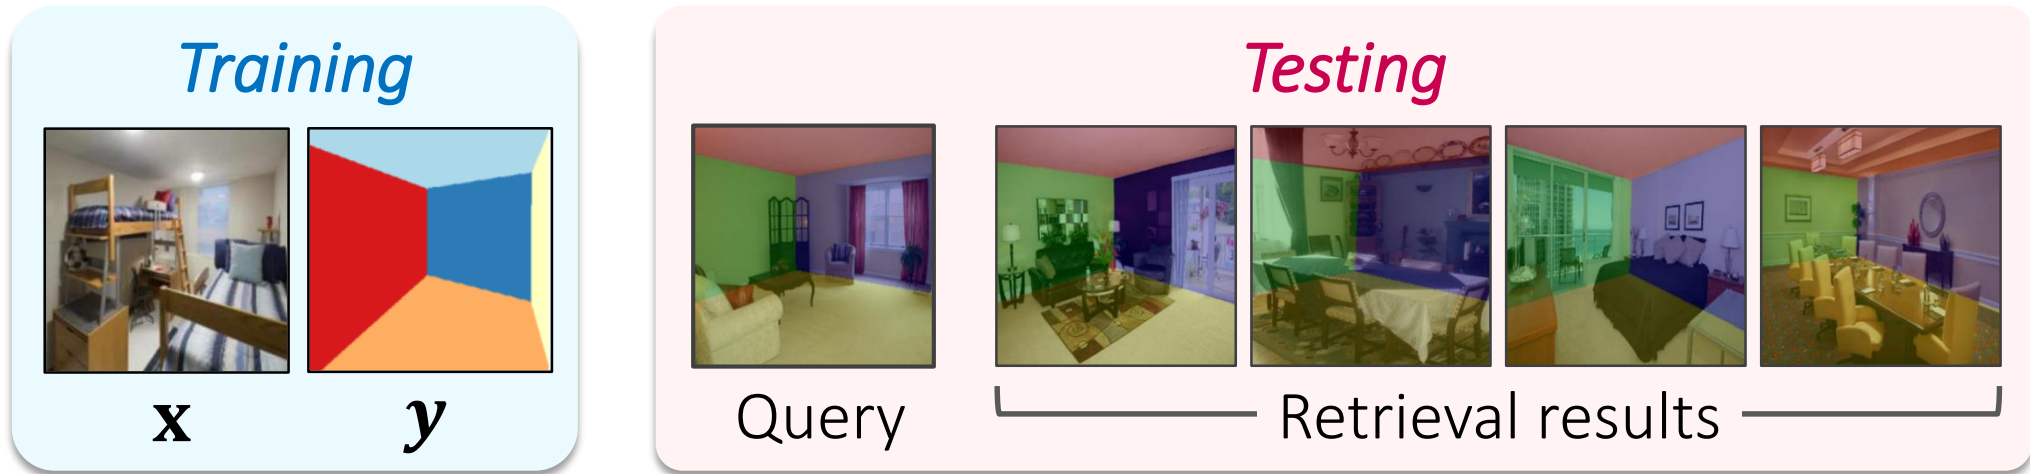 Training
Testing
x
y
Query
Retrieval results